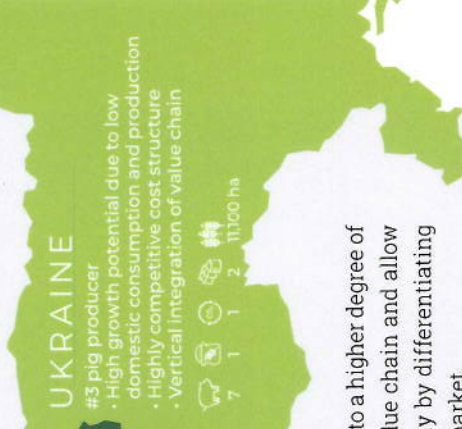 UKRAINE
#3 pig producer
· High growth potential due to low
domestic consumption and production
· Highly competitive cost structure
· Vertical integration of value chain
7 1 1 2 11,100 ha
to a higher degree of
lue chain and allow
y by differentiating
market